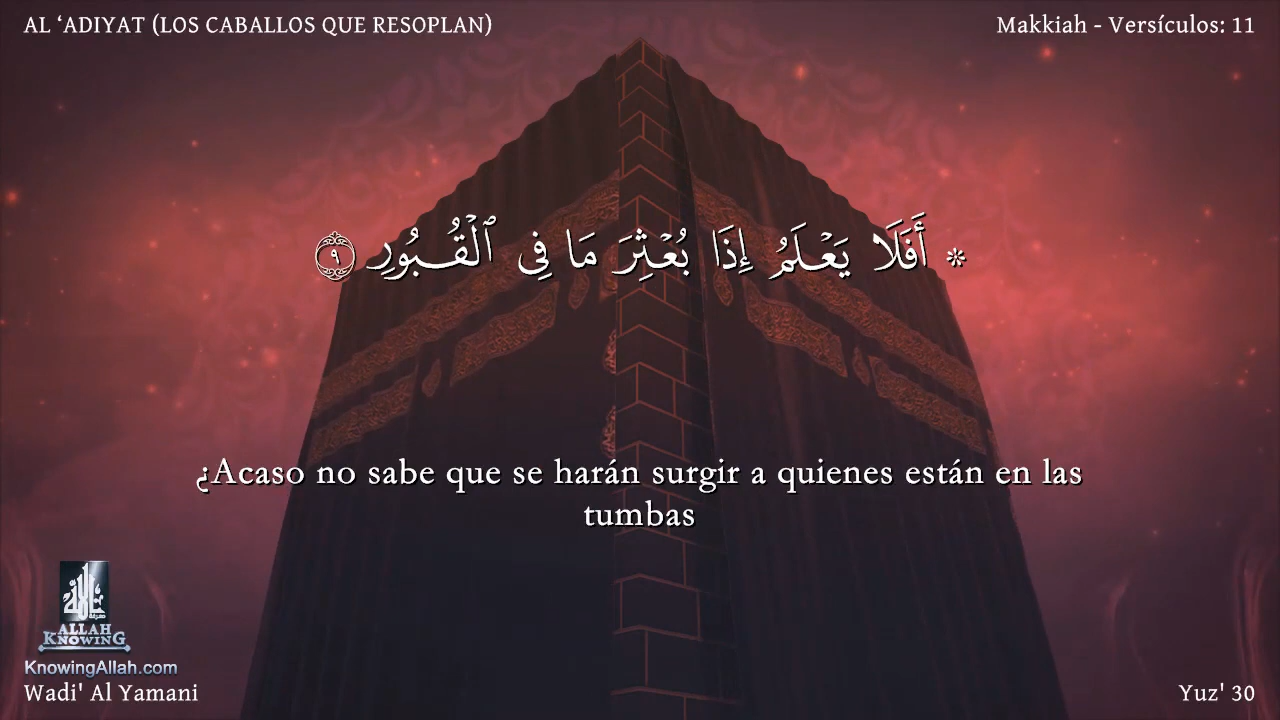 AL ‘ADIYAT (LOS CABALLOS QUE RESOPLAN)
Makkiah - Versículos: 11
* أَفَلَا يَعْلَمُ إِذَا بُعْثِرَ مَا فِى ٱلْقُبُورِ ٩
¿Acaso no sabe que se harán surgir a quienes están en las
tumbas
ALLAH
KNOWING
KnowingAllah.com
Wadi' Al Yamani
Yuz' 30